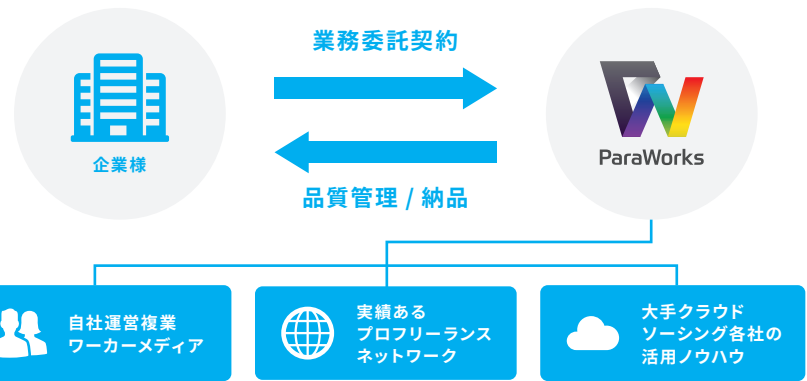 業務委託契約
企業様
ParaWorks
品質管理 / 納品
自社運営複業
ワーカーメディア
実績ある
プロフリーランス
ネットワーク
大手クラウド
ソーシング各社の
活用ノウハウ